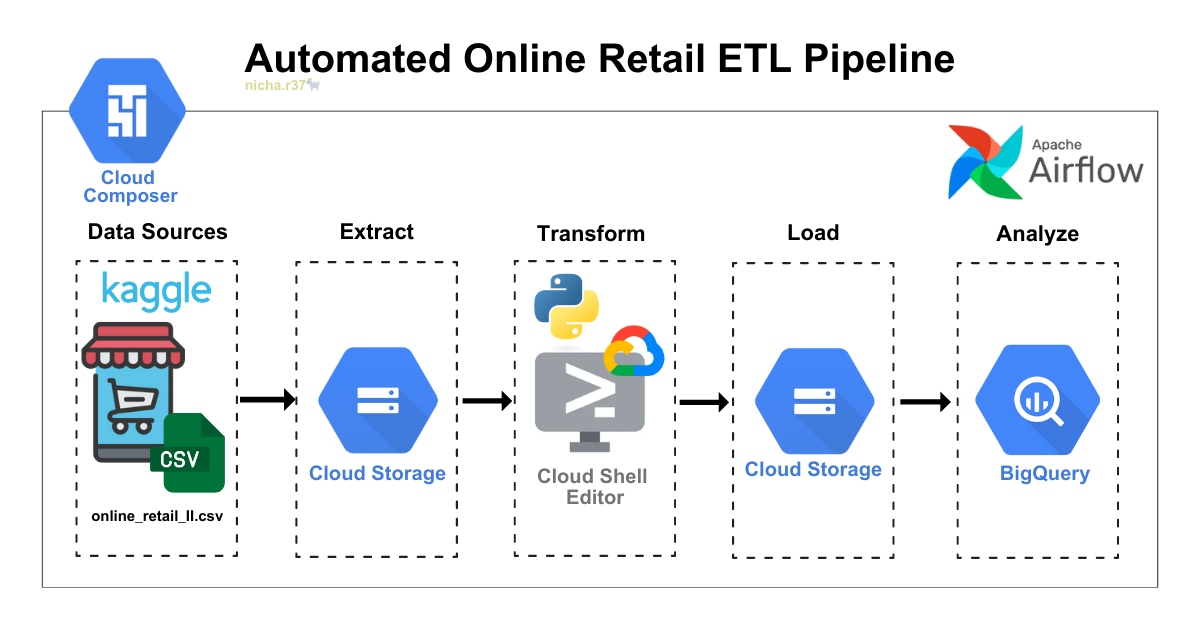 Automated Online Retail ETL Pipeline
nicha.r37
Cloud
Composer
Apache
Airflow
Data Sources
Extract
Transform
Load
Analyze
kaggle
CSV
online_retail_II.csv
Cloud Storage
Cloud Shell
Editor
Cloud Storage
BigQuery